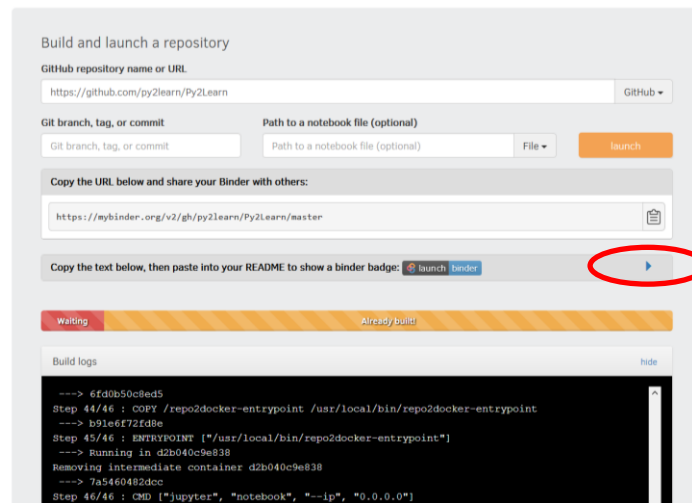 Build and launch a repository
GitHub repository name or URL
https://github.com/py2learn/Py2Learn
GitHub
Git branch, tag, or commit
Path to a notebook file (optional)
Git branch, tag, or commit
Path to a notebook file (optional)
File
launch
Copy the URL below and share your Binder with others:
https://mybinder.org/v2/gh/py2learn/Py2Learn/master
Copy the text below, then paste into your README to show a binder badge: launch binder
Waiting
Already built!
Build logs
hide
---> 6fd0b50c8ed5
Step 44/46 : COPY /repo2docker-entrypoint /usr/local/bin/repo2docker-entrypoint
---> b91e6f72fd8e
Step 45/46 : ENTRYPOINT ["/usr/local/bin/repo2docker-entrypoint"]
---> Running in d2b040c9e838
Removing intermediate container d2b040c9e838
---> 7a5460482dcc
Step 46/46 : CMD ["jupyter", "notebook", "--ip", "0.0.0.0"]